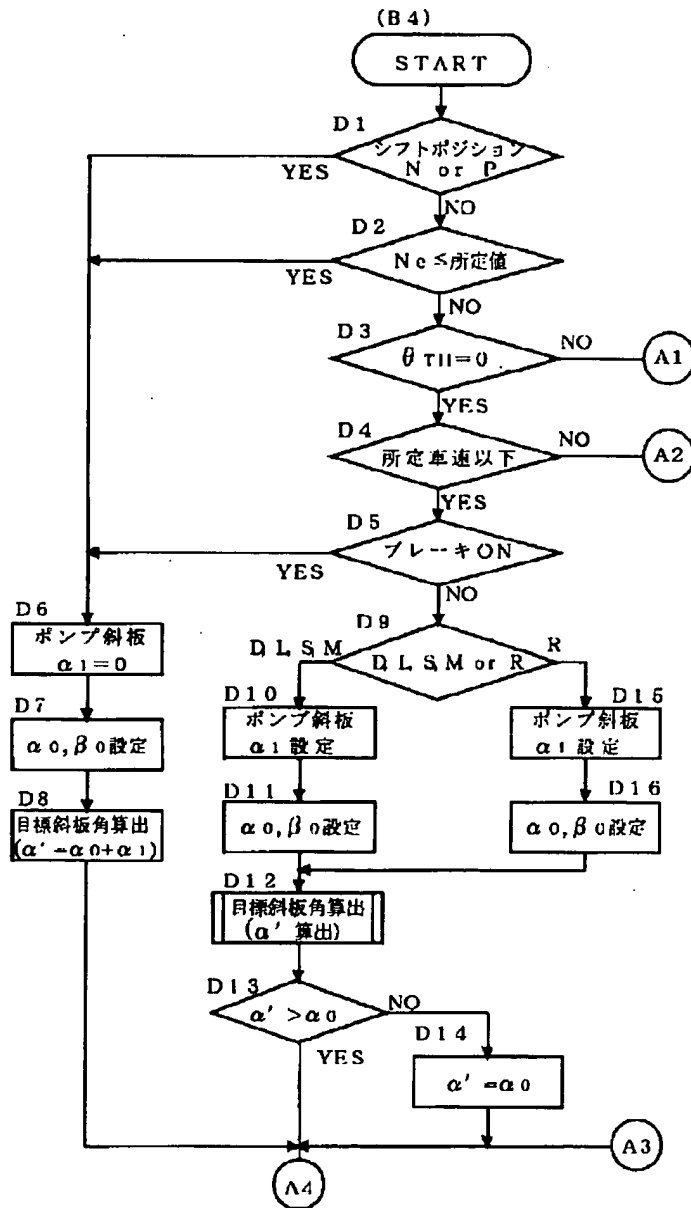 (B4)
START
D1
シフトポジション
N or P
YES
NO
D2
Ne≤所定値
YES
NO
D3
θTH=0
NO
A1
YES
D4
所定車速以下
NO
A2
YES
D5
ブレーキON
YES
NO
D6
ポンプ斜板
α1=0
D7
α0,β0設定
D8
目標斜板角算出
(α'=α0+α1)
D9
D,L,S,M
D,L,S,M or R
R
D10
ポンプ斜板
α1設定
D15
ポンプ斜板
α1設定
D11
α0,β0設定
D16
α0,β0設定
D12
目標斜板角算出
(α'算出)
D13
α'>α0
NO
YES
D14
α'=α0
A3
A4